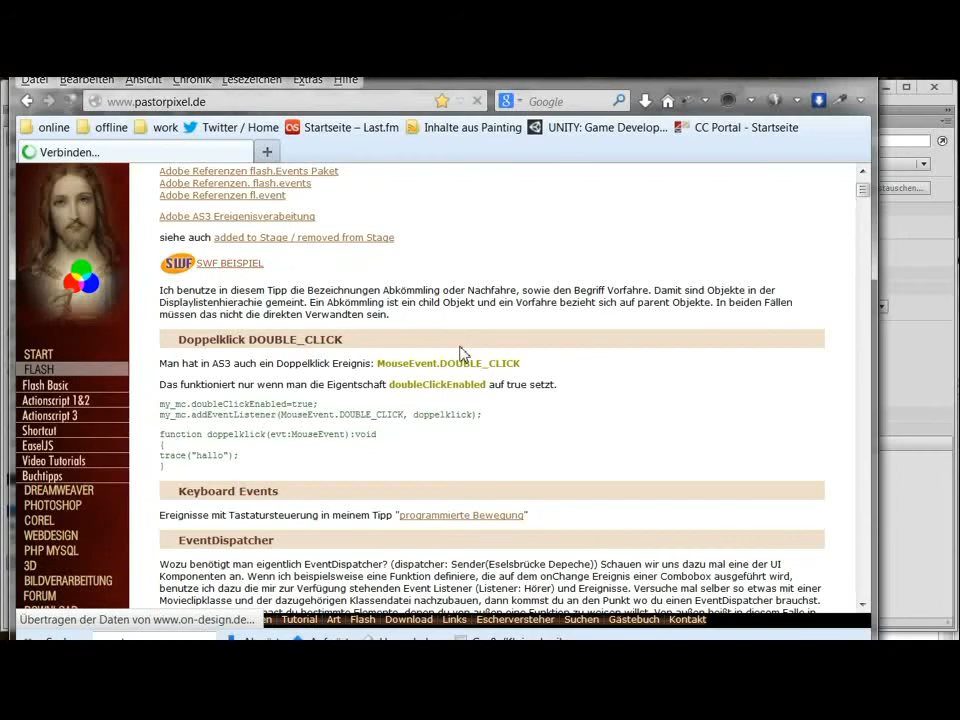 Datei Bearbeiten Ansicht Chronik Lesezeichen Extras Hilfe
www.pastorpixel.de
Google
online offline work Twitter / Home Startseite – Last.fm Inhalte aus Painting UNITY: Game Develop... CC Portal - Startseite
Verbinden...
Adobe Referenzen flash.Events Paket
Adobe Referenzen. flash.events
Adobe Referenzen fl.event
Adobe AS3 Ereigenisverabeitung
siehe auch added to Stage / removed from Stage
SWF SWF BEISPIEL
Ich benutze in diesem Tipp die Bezeichnungen Abkömmling oder Nachfahre, sowie den Begriff Vorfahre. Damit sind Objekte in der
Displaylistenhierachie gemeint. Ein Abkömmling ist ein child Objekt und ein Vorfahre bezieht sich auf parent Objekte. In beiden Fällen
müssen das nicht die direkten Verwandten sein.
Doppelklick DOUBLE_CLICK
Man hat in AS3 auch ein Doppelklick Ereignis: MouseEvent.DOUBLE_CLICK
Das funktioniert nur wenn man die Eigentschaft doubleClickEnabled auf true setzt.
my_mc.doubleClickEnabled=true;
my_mc.addEventListener(MouseEvent.DOUBLE_CLICK, doppelklick);
function doppelklick(evt:MouseEvent):void
{
trace("hallo");
}
Keyboard Events
Ereignisse mit Tastatursteuerung in meinem Tipp "programmierte Bewegung"
EventDispatcher
Wozu benötigt man eigentlich EventDispatcher? (dispatcher: Sender(Eselsbrücke Depeche)) Schauen wir uns dazu mal eine der UI
Komponenten an. Wenn ich beispielsweise eine Funktion definiere, die auf dem onChange Ereignis einer Combobox ausgeführt wird,
benutze ich dazu die mir zur Verfügung stehenden Event Listener (Listener: Hörer) und Ereignisse. Versuche mal selber so etwas mit einer
Movieclipklasse und der dazugehörigen Klassendatei nachzubauen, dann kommst du an den Punkt wo du einen EventDispatcher brauchst.
START
FLASH
Flash Basic
Actionscript 1&2
Actionscript 3
Shortcut
EaselJS
Video Tutorials
Buchtipps
DREAMWEAVER
PHOTOSHOP
COREL
WEBDESIGN
PHP MYSQL
3D
BILDVERARBEITUNG
FORUM
DOWNLOAD
Übertragen der Daten von www.on-design.de...
Tutorial Art Flash Download Links Eschervertseher Suchen Gästebuch Kontakt